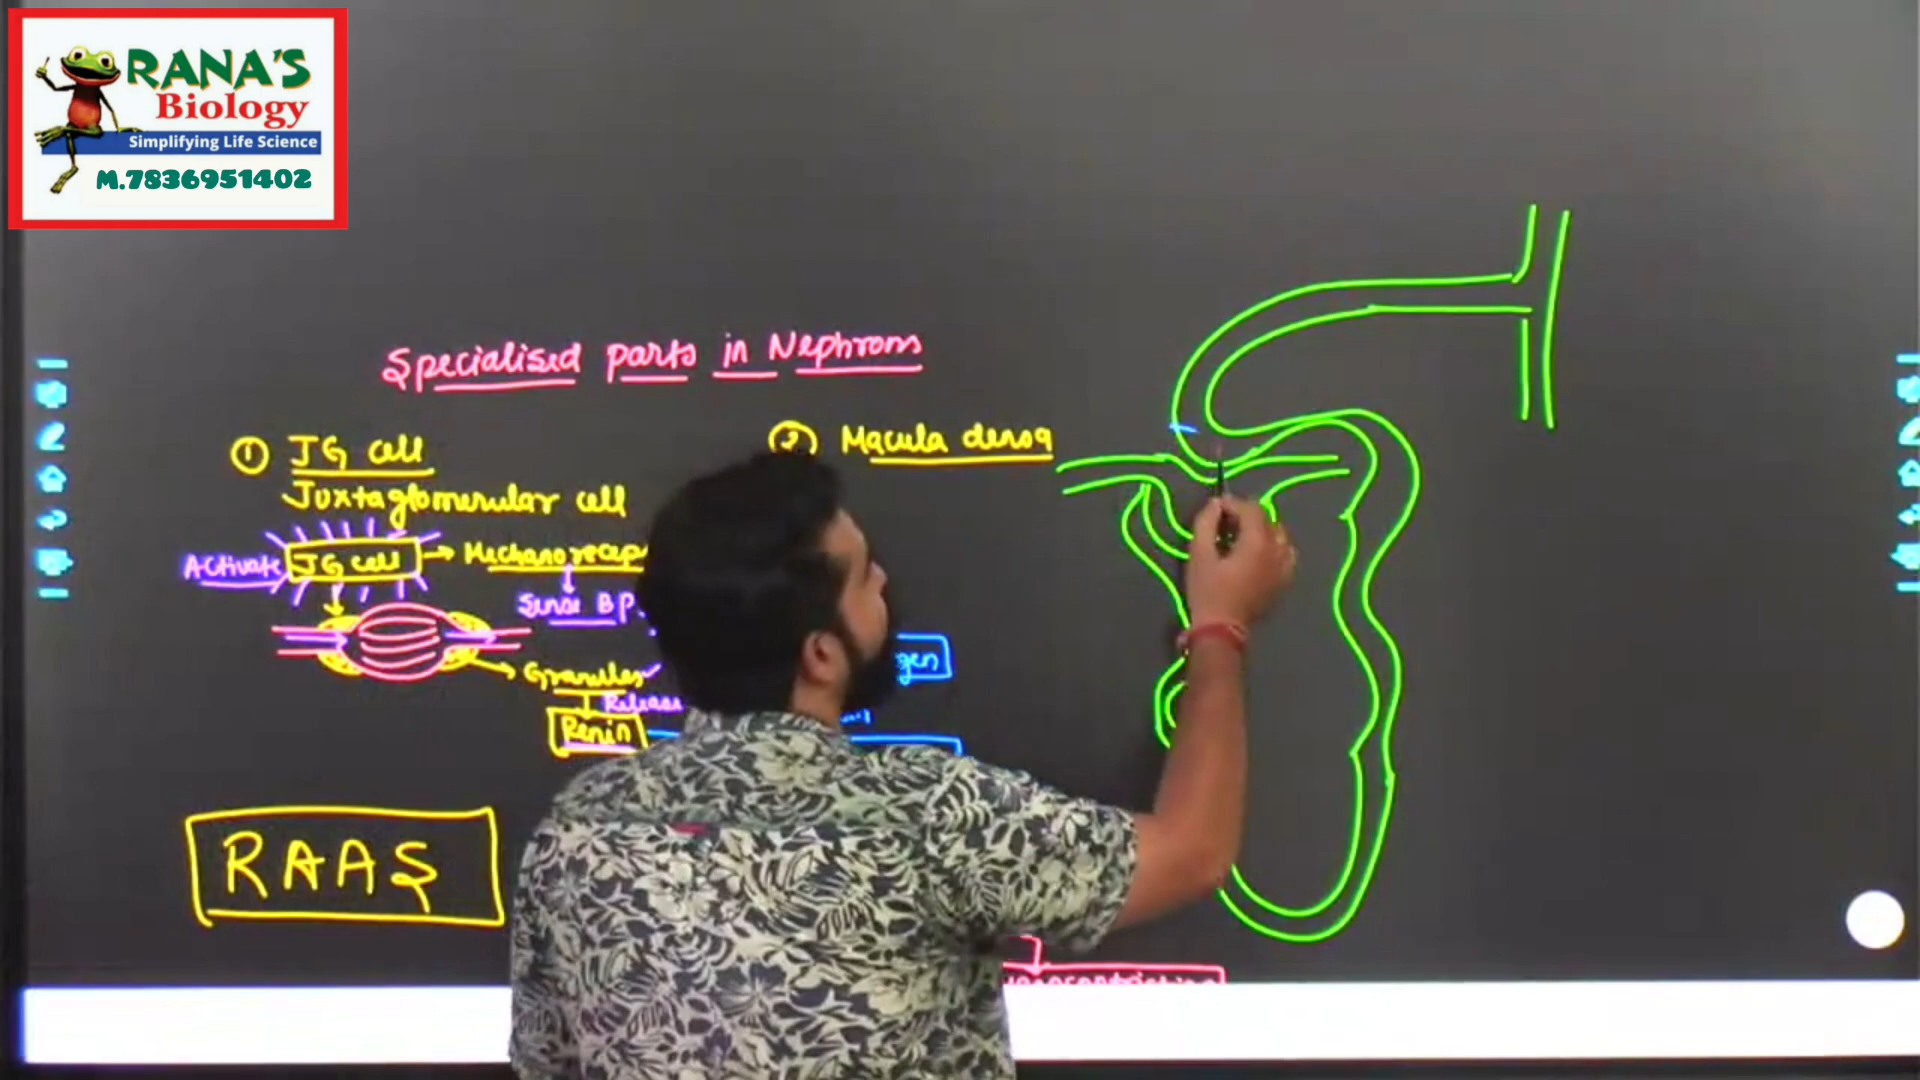 RANA'S
Biology
Simplifying Life Science
M.7836951402
Specialised parts in Nephrons
① JG cell
Juxtaglomerular cell
② Macula densa
Activate
JG cell → Mechanorecep
Sense BP
gen
Granules
Release
Renin
RAAS